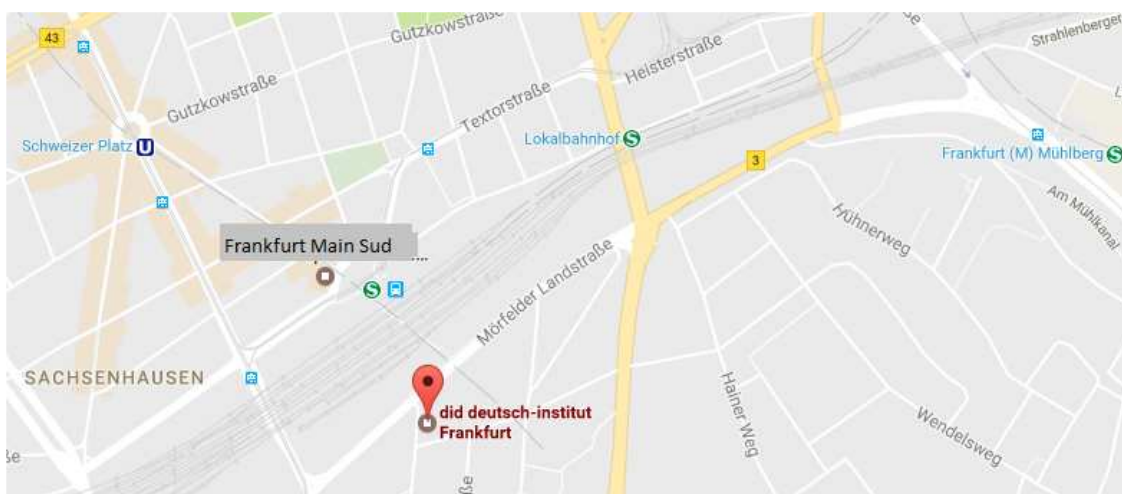 Gutzkowstraße
43
Strahlenberger
Heisterstraße
Gutzkowstraße
Textorstraße
Schweizer Platz U
Lokalbahnhof S
Frankfurt (M) Mühlberg S
3
Am Mühlkanal
Hühnerweg
Frankfurt Main Sud
S
Mörfelder Landstraße
SACHSENHAUSEN
did deutsch-institut
Frankfurt
Hainer Weg
Wendelsweg